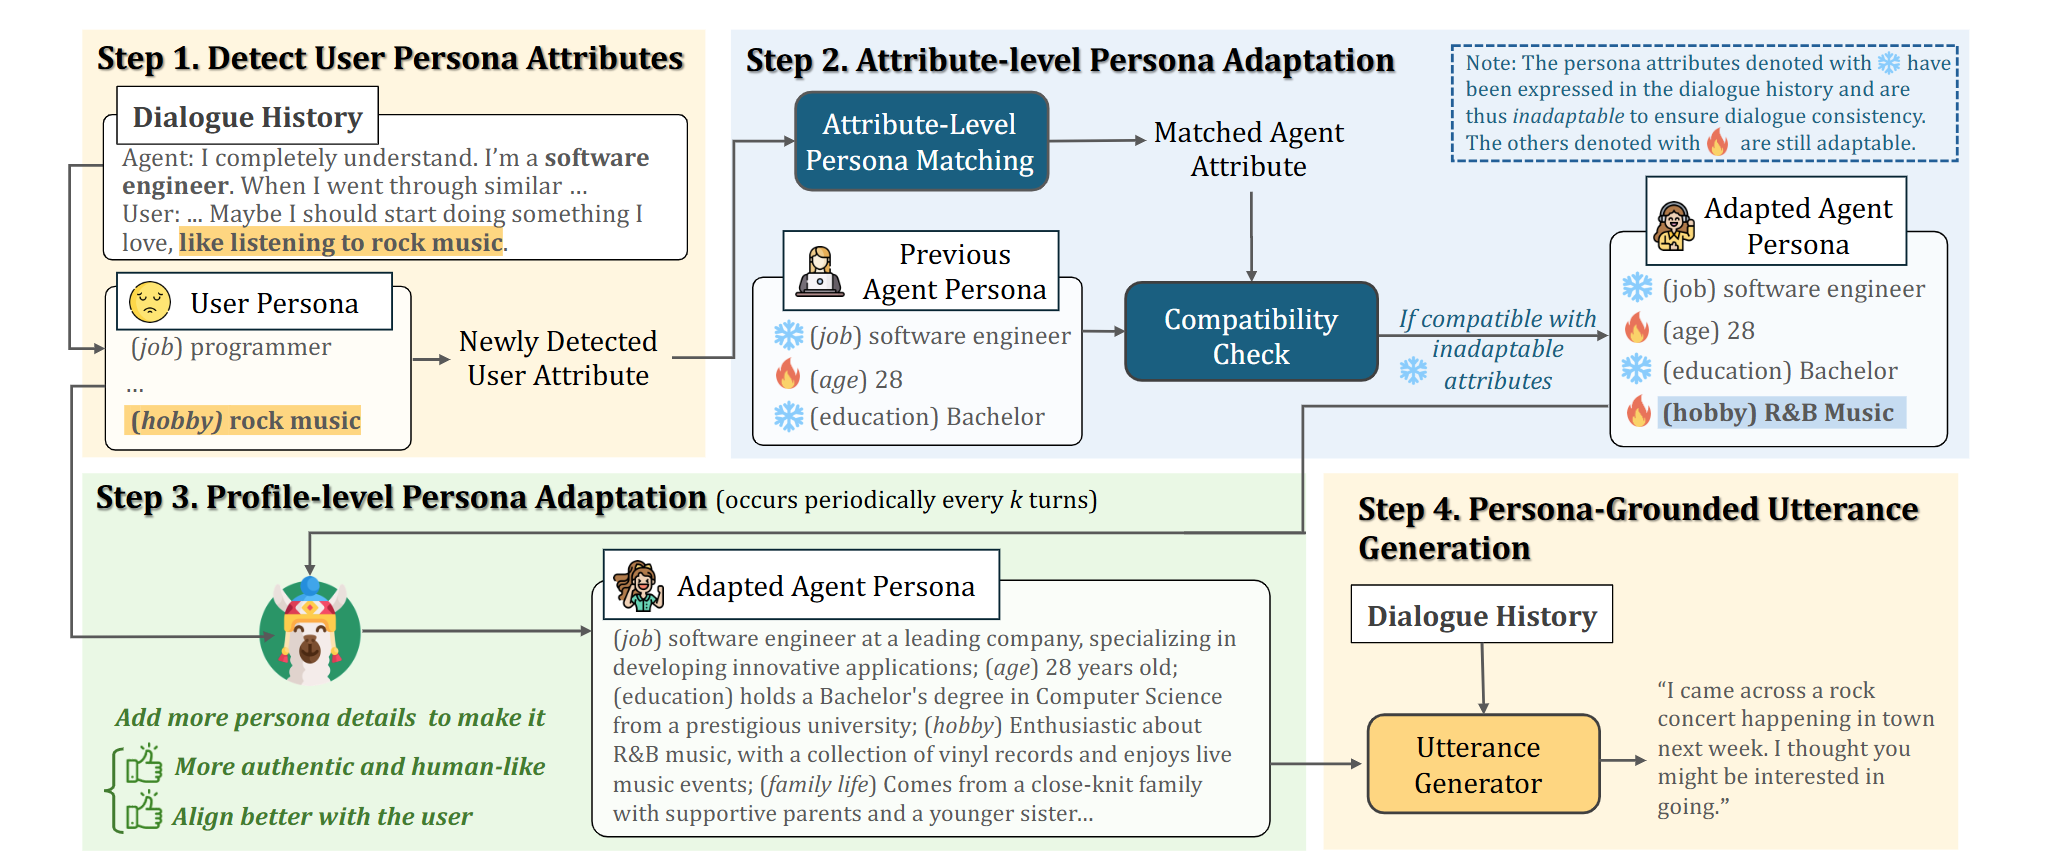 Step 1. Detect User Persona Attributes
Dialogue History
Agent: I completely understand. I’m a software
engineer. When I went through similar ...
User: ... Maybe I should start doing something I
love, like listening to rock music.
User Persona
(job) programmer
...
(hobby) rock music
Newly Detected
User Attribute
Step 2. Attribute-level Persona Adaptation
Note: The persona attributes denoted with have
been expressed in the dialogue history and are
thus inadaptable to ensure dialogue consistency.
The others denoted with are still adaptable.
Attribute-Level
Persona Matching
Matched Agent
Attribute
Previous
Agent Persona
(job) software engineer
(age) 28
(education) Bachelor
Compatibility
Check
If compatible with
inadaptable
attributes
Adapted Agent
Persona
(job) software engineer
(age) 28
(education) Bachelor
(hobby) R&B Music
Step 3. Profile-level Persona Adaptation (occurs periodically every k turns)
Add more persona details to make it
More authentic and human-like
Align better with the user
Adapted Agent Persona
(job) software engineer at a leading company, specializing in
developing innovative applications; (age) 28 years old;
(education) holds a Bachelor's degree in Computer Science
from a prestigious university; (hobby) Enthusiastic about
R&B music, with a collection of vinyl records and enjoys live
music events; (family life) Comes from a close-knit family
with supportive parents and a younger sister...
Step 4. Persona-Grounded Utterance
Generation
Dialogue History
Utterance
Generator
“I came across a rock
concert happening in town
next week. I thought you
might be interested in
going.”